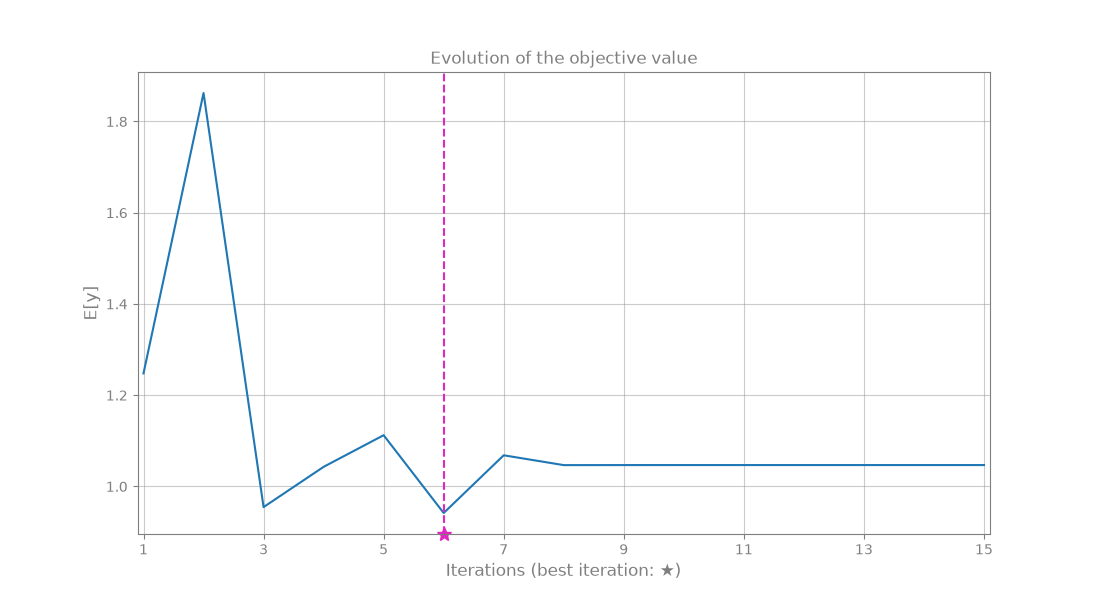 Evolution of the objective value
E[y]
1.8
1.6
1.4
1.2
1.0
1 3 5 7 9 11 13 15
Iterations (best iteration: ★)